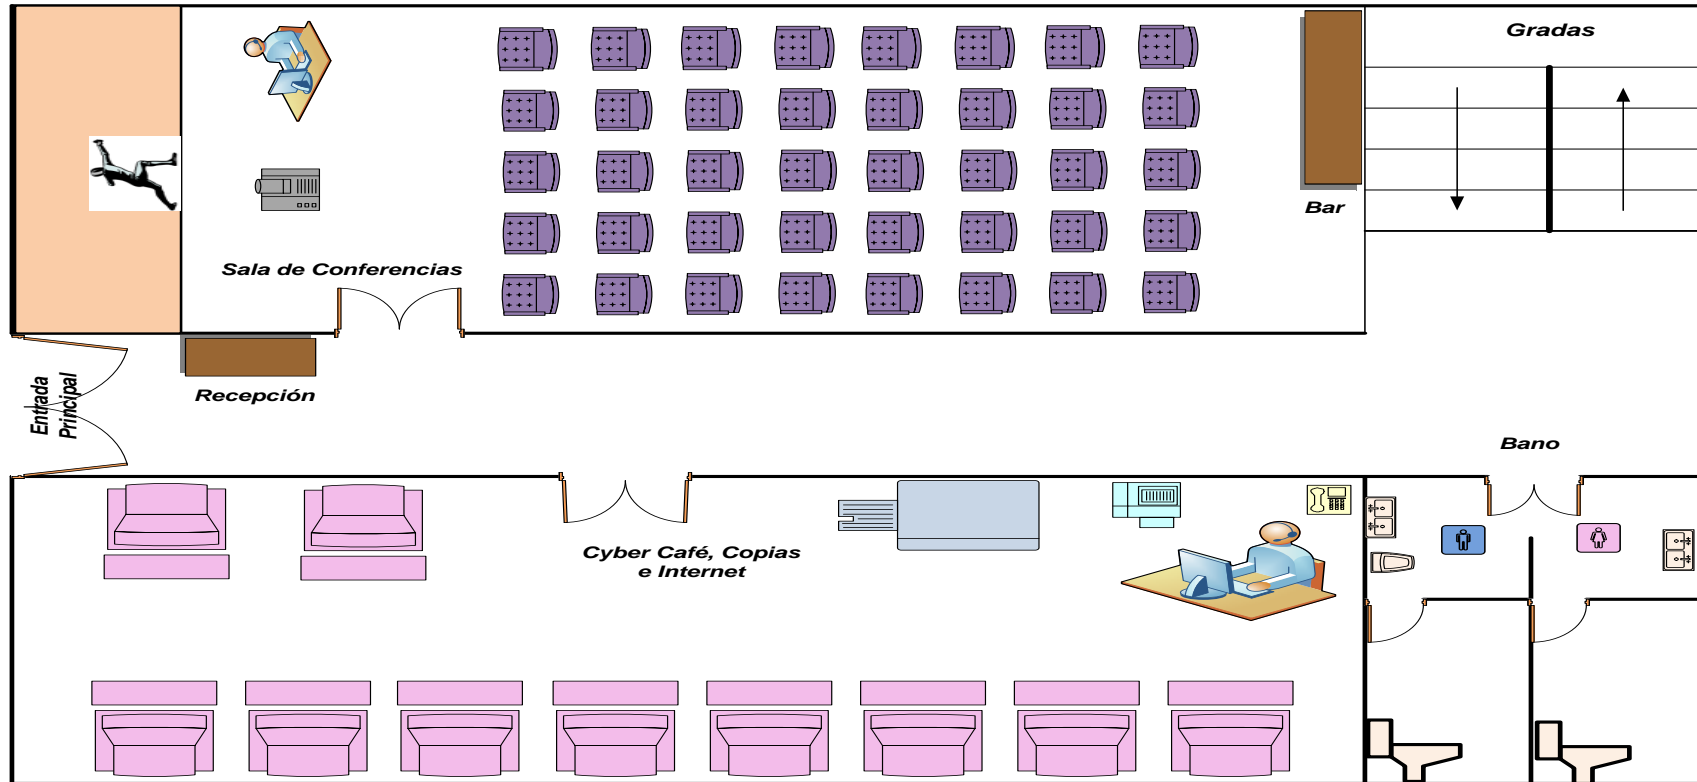 Gradas
Bar
Sala de Conferencias
Recepción
Entrada
Principal
Bano
Cyber Café, Copias
e Internet